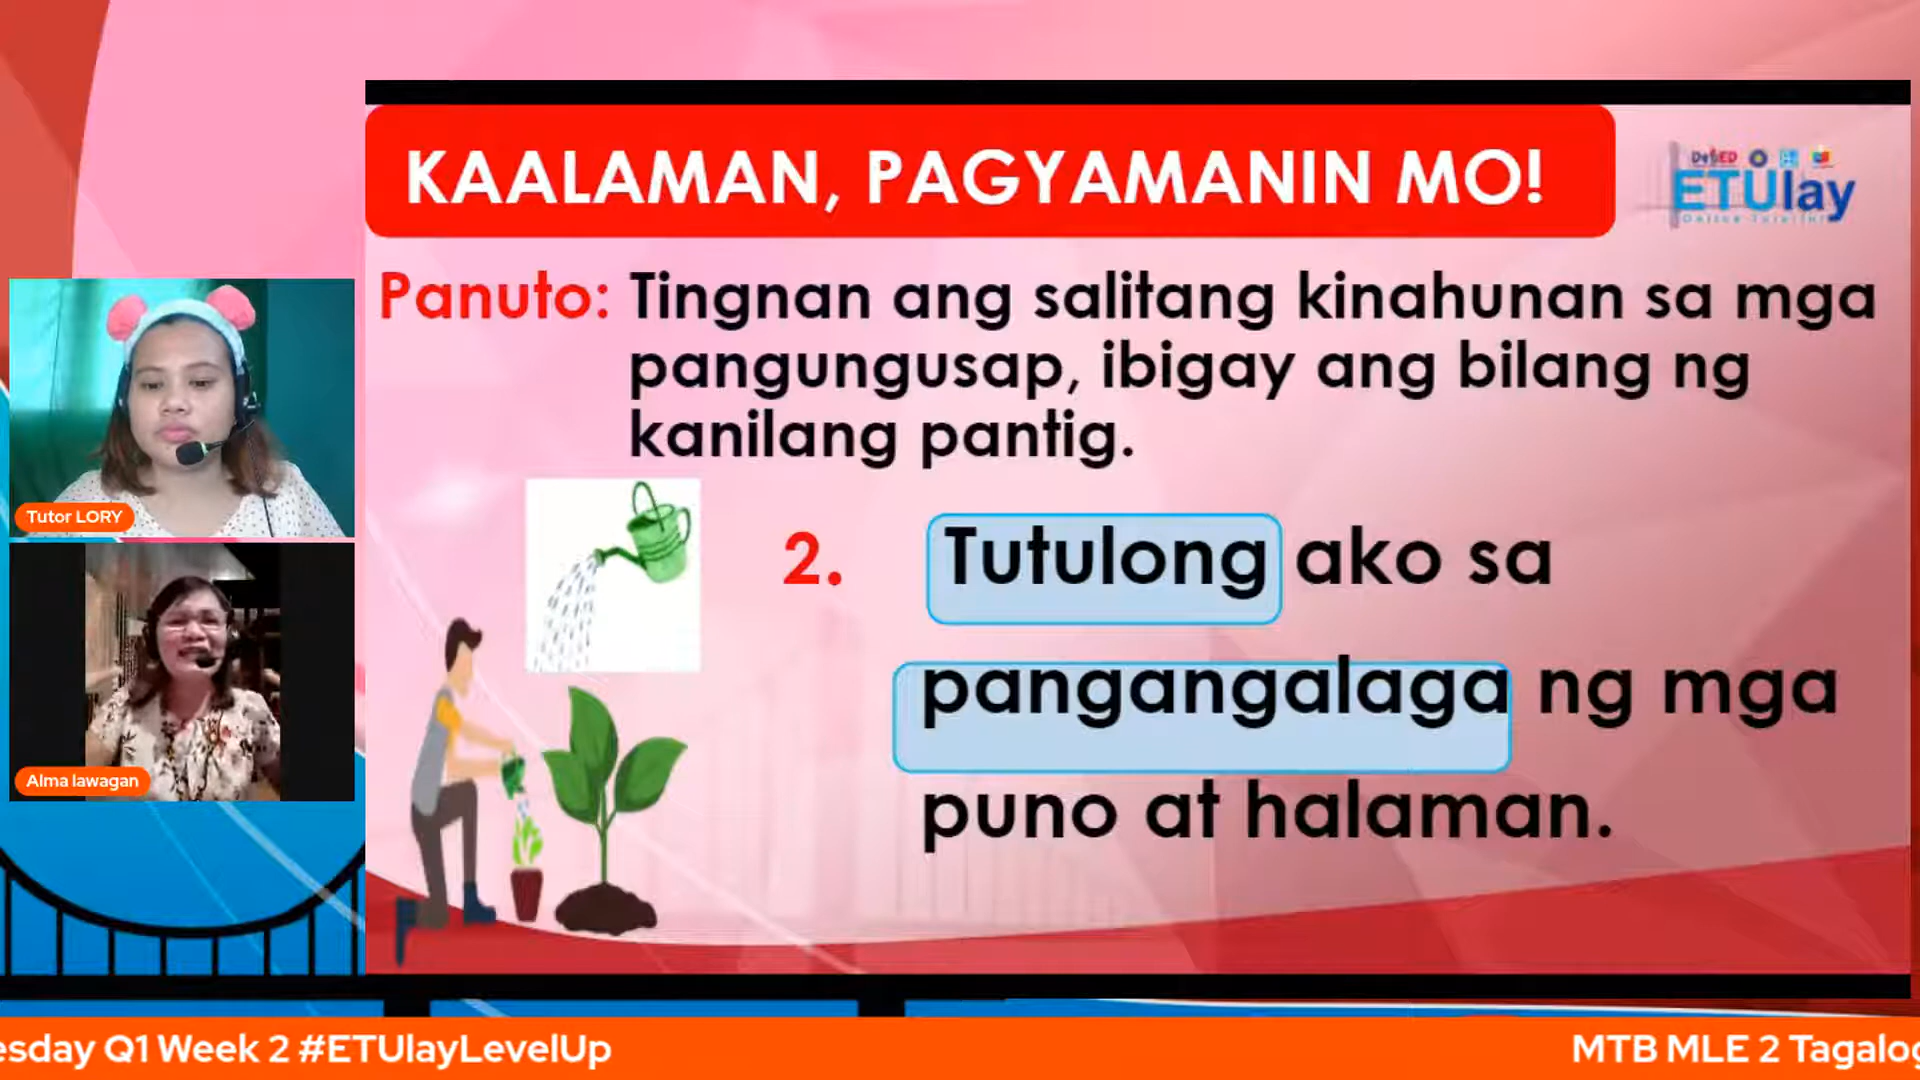 KAALAMAN, PAGYAMANIN MO!
DepED
ETUlay
Panuto: Tingnan ang salitang kinahunan sa mga
pangungusap, ibigay ang bilang ng
kanilang pantig.
2. Tutulong ako sa
pangangalaga ng mga
puno at halaman.
Tutor LORY
Alma lawagan
esday Q1 Week 2 #ETUlayLevelUp
MTB MLE 2 Tagalog